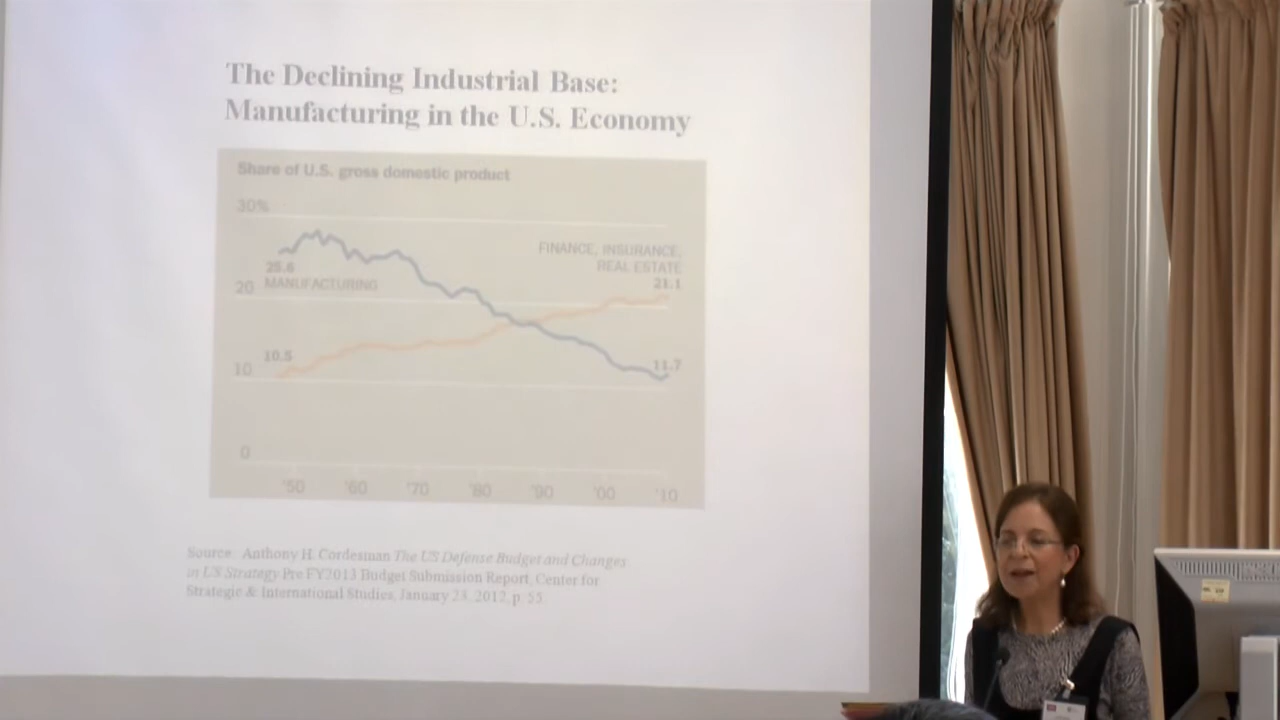 The Declining Industrial Base:
Manufacturing in the U.S. Economy
Share of U.S. gross domestic product
30%
FINANCE, INSURANCE,
REAL ESTATE
21.1
25.6
MANUFACTURING
20
10.5
11.7
10
0
'50 '60 '70 '80 '90 '00 '10
Source: Anthony H. Cordesman The US Defense Budget and Changes
in US Strategy Pre FY2013 Budget Submission Report, Center for
Strategic & International Studies, January 23, 2012, p. 55.